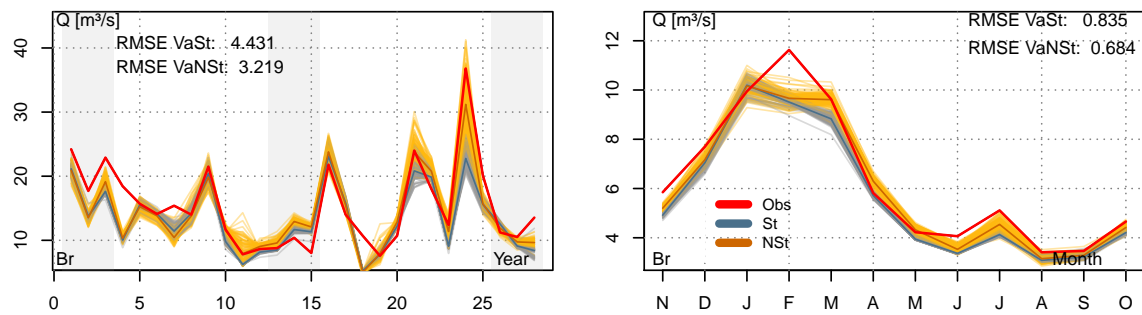 Q [m³/s]
RMSE VaSt: 4.431
RMSE VaNSt: 3.219
40
30
20
10
Br
Year
0 5 10 15 20 25
Q [m³/s]
RMSE VaSt: 0.835
RMSE VaNSt: 0.684
12
10
8
6
4
Obs
St
NSt
Br
Month
N D J F M A M J J A S O